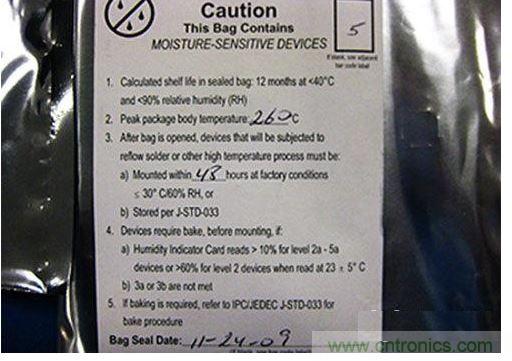 Caution
This Bag Contains
MOISTURE-SENSITIVE DEVICES
5
If blank, see adjacent
bar code label
1. Calculated shelf life in sealed bag: 12 months at <40°C
and <90% relative humidity (RH)
2. Peak package body temperature: 260 °C
3. After bag is opened, devices that will be subjected to
reflow solder or other high temperature process must be:
a) Mounted within 48 hours at factory conditions
≤ 30° C/60% RH, or
b) Stored per J-STD-033
4. Devices require bake, before mounting, if:
a) Humidity Indicator Card reads > 10% for level 2a - 5a
devices or >60% for level 2 devices when read at 23 ± 5° C
b) 3a or 3b are not met
5. If baking is required, refer to IPC/JEDEC J-STD-033 for
bake procedure
Bag Seal Date: 11-24-09
If blank, see bar code label
www.cntronics.com